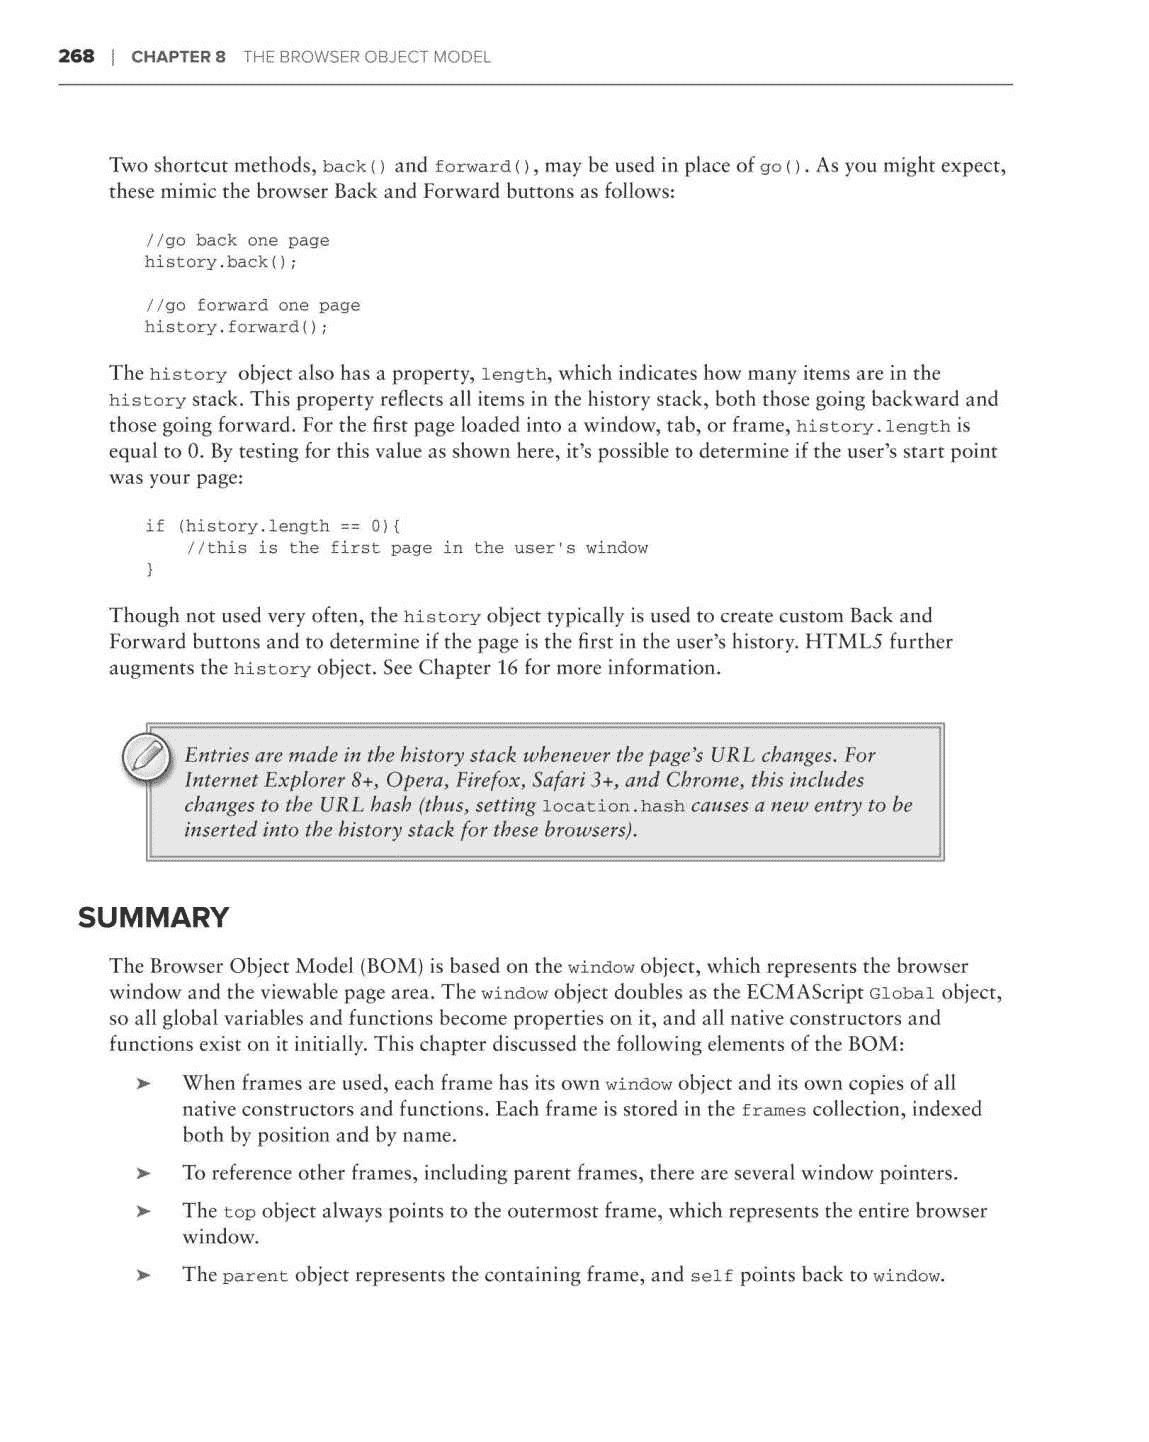 268 | CHAPTER 8 THE BROWSER OBJECT MODEL
Two shortcut methods, back() and forward(), may be used in place of go(). As you might expect,
these mimic the browser Back and Forward buttons as follows:
//go back one page
history.back();
//go forward one page
history.forward();
The history object also has a property, length, which indicates how many items are in the
history stack. This property reflects all items in the history stack, both those going backward and
those going forward. For the first page loaded into a window, tab, or frame, history.length is
equal to 0. By testing for this value as shown here, it's possible to determine if the user's start point
was your page:
if (history.length == 0){
    //this is the first page in the user's window
}
Though not used very often, the history object typically is used to create custom Back and
Forward buttons and to determine if the page is the first in the user's history. HTML5 further
augments the history object. See Chapter 16 for more information.
Entries are made in the history stack whenever the page's URL changes. For
Internet Explorer 8+, Opera, Firefox, Safari 3+, and Chrome, this includes
changes to the URL hash (thus, setting location.hash causes a new entry to be
inserted into the history stack for these browsers).
SUMMARY
The Browser Object Model (BOM) is based on the window object, which represents the browser
window and the viewable page area. The window object doubles as the ECMAScript Global object,
so all global variables and functions become properties on it, and all native constructors and
functions exist on it initially. This chapter discussed the following elements of the BOM:
➤ When frames are used, each frame has its own window object and its own copies of all
native constructors and functions. Each frame is stored in the frames collection, indexed
both by position and by name.
➤ To reference other frames, including parent frames, there are several window pointers.
➤ The top object always points to the outermost frame, which represents the entire browser
window.
➤ The parent object represents the containing frame, and self points back to window.